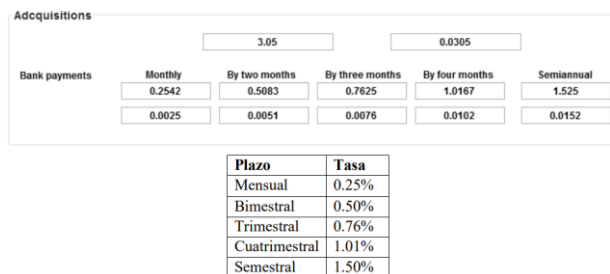 Adcquisitions
3.05 0.0305
Bank payments Monthly By two months By three months By four months Semiannual
0.2542 0.5083 0.7625 1.0167 1.525
0.0025 0.0051 0.0076 0.0102 0.0152
Plazo Tasa
Mensual 0.25%
Bimestral 0.50%
Trimestral 0.76%
Cuatrimestral 1.01%
Semestral 1.50%